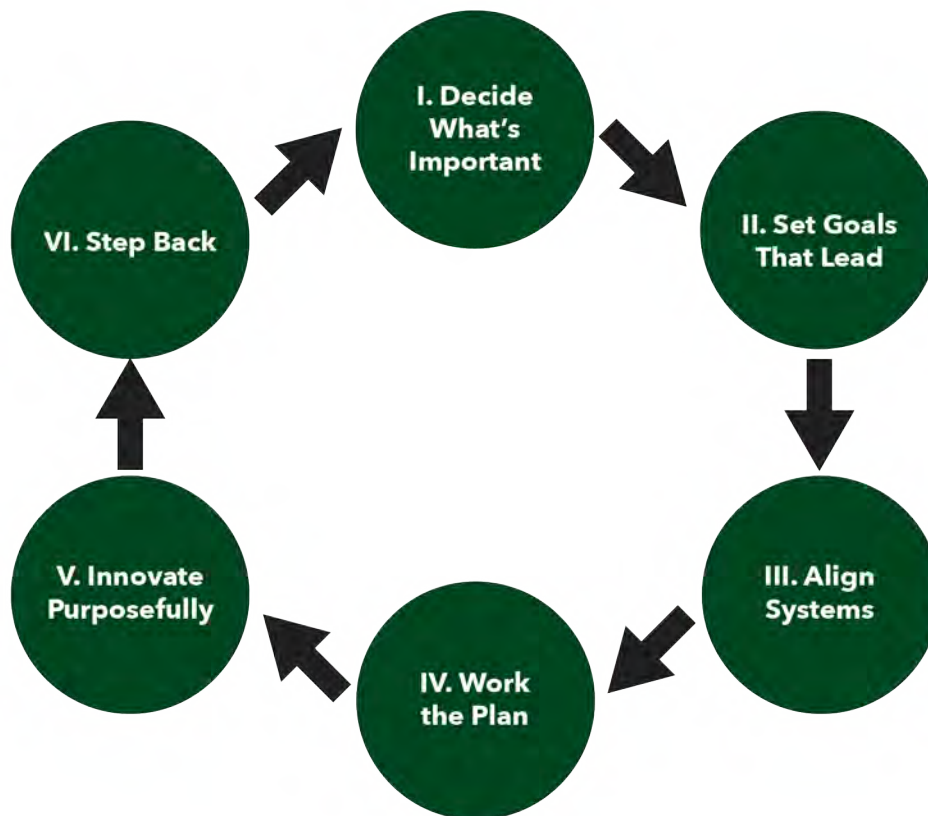 I. Decide
What's
Important
II. Set Goals
That Lead
III. Align
Systems
IV. Work
the Plan
V. Innovate
Purposefully
VI. Step Back